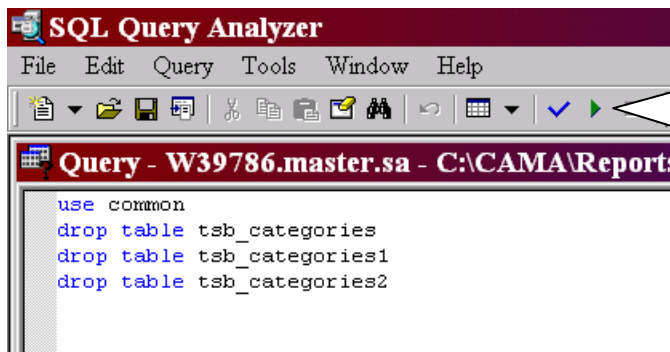 SQL Query Analyzer
File Edit Query Tools Window Help
Query - W39786.master.sa - C:\CAMA\Reports
use common
drop table tsb_categories
drop table tsb_categories1
drop table tsb_categories2